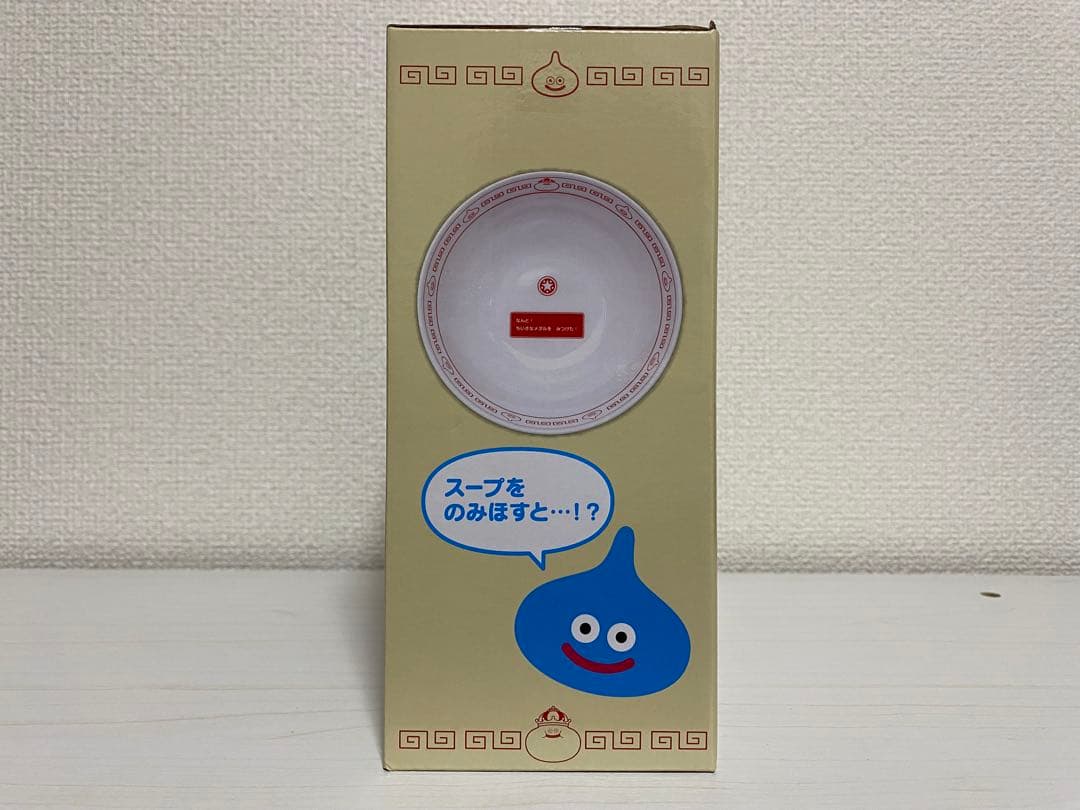 なんと！
ちいさなメダルを　みつけた！
スープを
のみほすと…！？